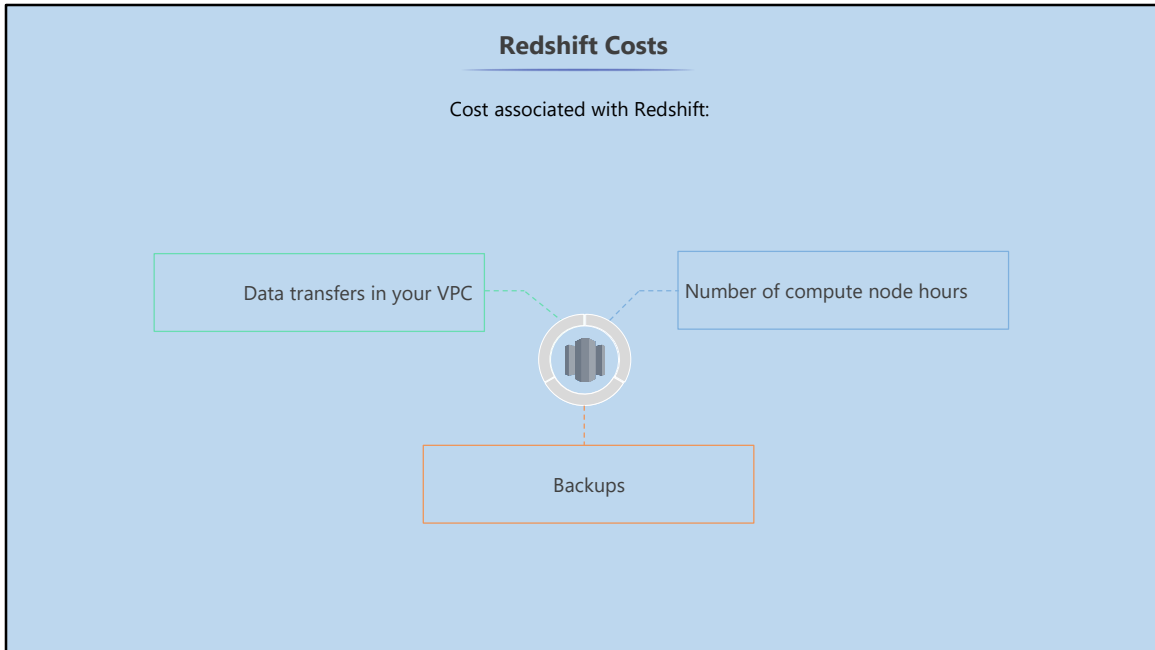 Redshift Costs
Cost associated with Redshift:
Data transfers in your VPC
Number of compute node hours
Backups